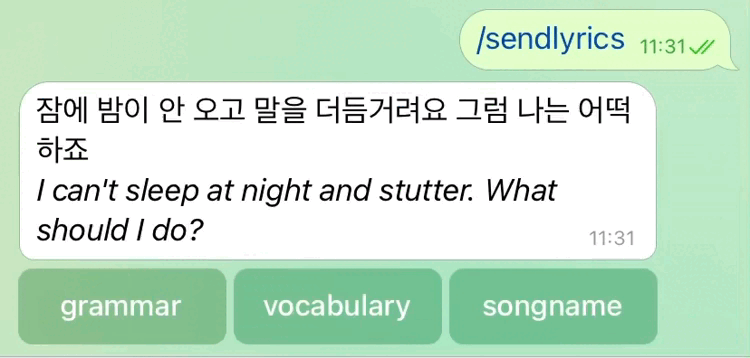 /sendlyrics 11:31
잠에 밤이 안 오고 말을 더듬거려요 그럼 나는 어떡
하죠
I can't sleep at night and stutter. What
should I do?
11:31
grammar vocabulary songname